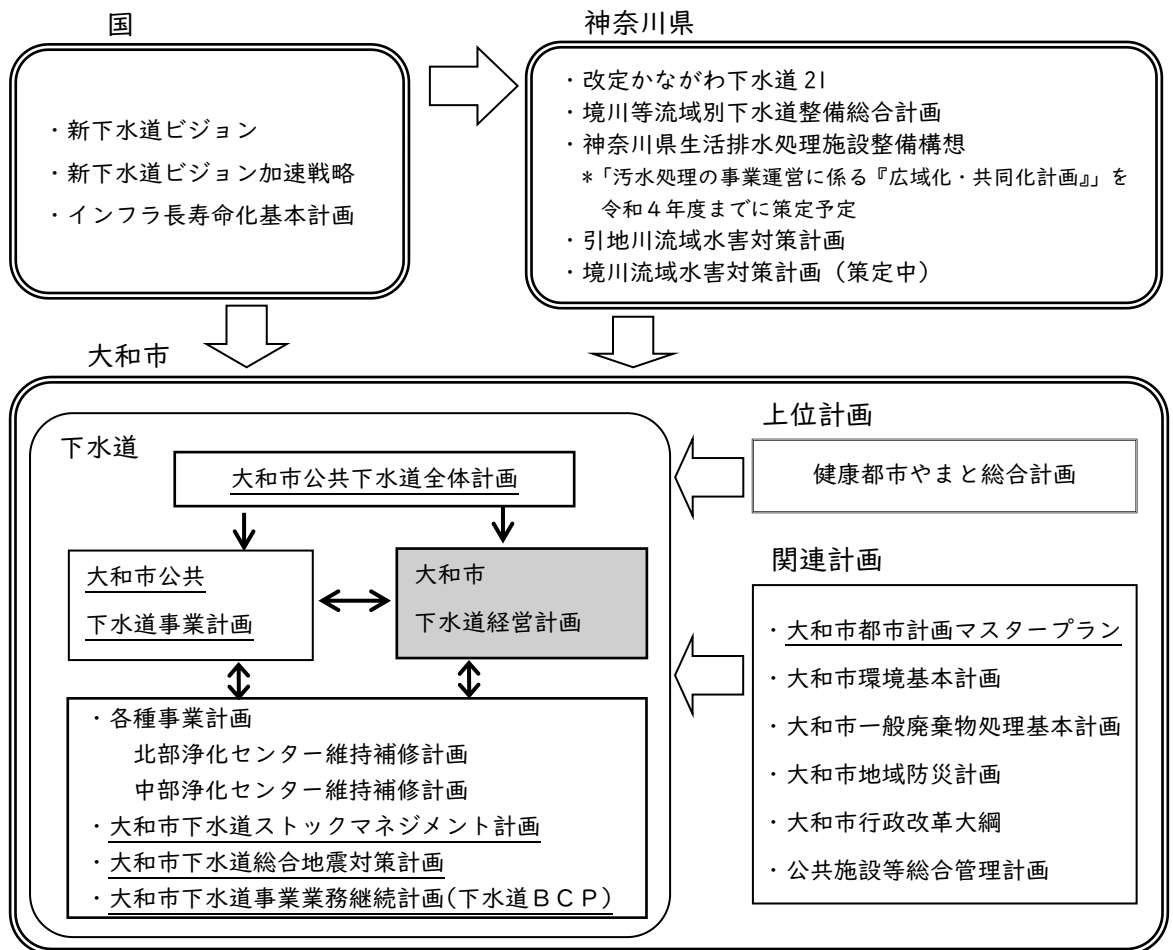 国
・新下水道ビジョン
・新下水道ビジョン加速戦略
・インフラ長寿命化基本計画
神奈川県
・改定かながわ下水道21
・境川等流域別下水道整備総合計画
・神奈川県生活排水処理施設整備構想
*「汚水処理の事業運営に係る『広域化・共同化計画』」を
令和４年度までに策定予定
・引地川流域水害対策計画
・境川流域水害対策計画（策定中）
大和市
下水道
大和市公共下水道全体計画
大和市公共
下水道事業計画
大和市
下水道経営計画
・各種事業計画
北部浄化センター維持補修計画
中部浄化センター維持補修計画
・大和市下水道ストックマネジメント計画
・大和市下水道総合地震対策計画
・大和市下水道事業業務継続計画(下水道ＢＣＰ)
上位計画
健康都市やまと総合計画
関連計画
・大和市都市計画マスタープラン
・大和市環境基本計画
・大和市一般廃棄物処理基本計画
・大和市地域防災計画
・大和市行政改革大綱
・公共施設等総合管理計画